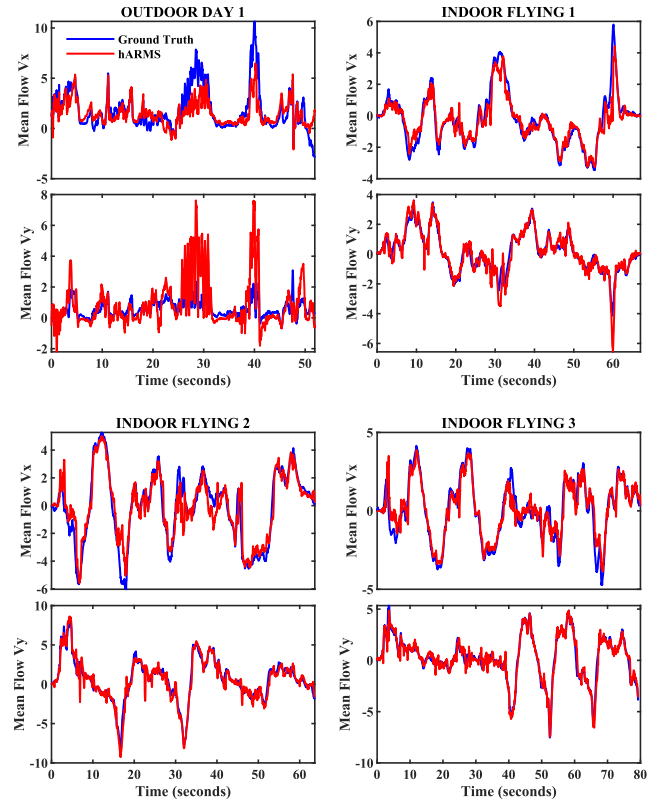 OUTDOOR DAY 1
Ground Truth
hARMS
Mean Flow Vx
10
5
0
5
Mean Flow Vy
8
6
4
2
0
-2
0 10 20 30 40 50
Time (seconds)
INDOOR FLYING 1
Mean Flow Vx
6
4
2
0
-2
-4
Mean Flow Vy
4
2
0
-2
-4
-6
0 10 20 30 40 50 60
Time (seconds)
INDOOR FLYING 2
Mean Flow Vx
4
2
0
-2
-4
-6
Mean Flow Vy
10
5
0
-5
-10
0 10 20 30 40 50 60
Time (seconds)
INDOOR FLYING 3
Mean Flow Vx
5
0
-5
Mean Flow Vy
5
0
-5
-10
0 10 20 30 40 50 60 70 80
Time (seconds)